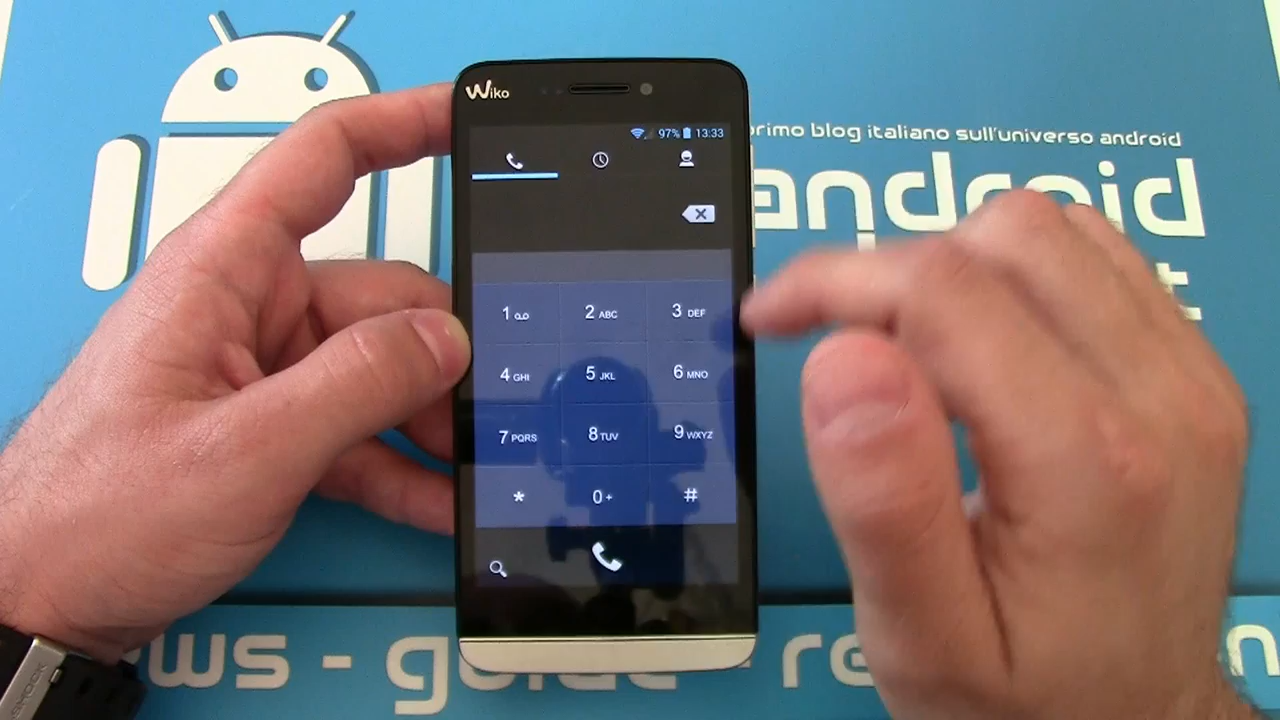 Wiko
97% 13:33
primo blog italiano sull'universo android
android
t
1
2 ABC
3 DEF
4 GHI
5 JKL
6 MNO
7 PQRS
8 TUV
9 WXYZ
*
0 +
#
ws - guide - re
n
SHOCK